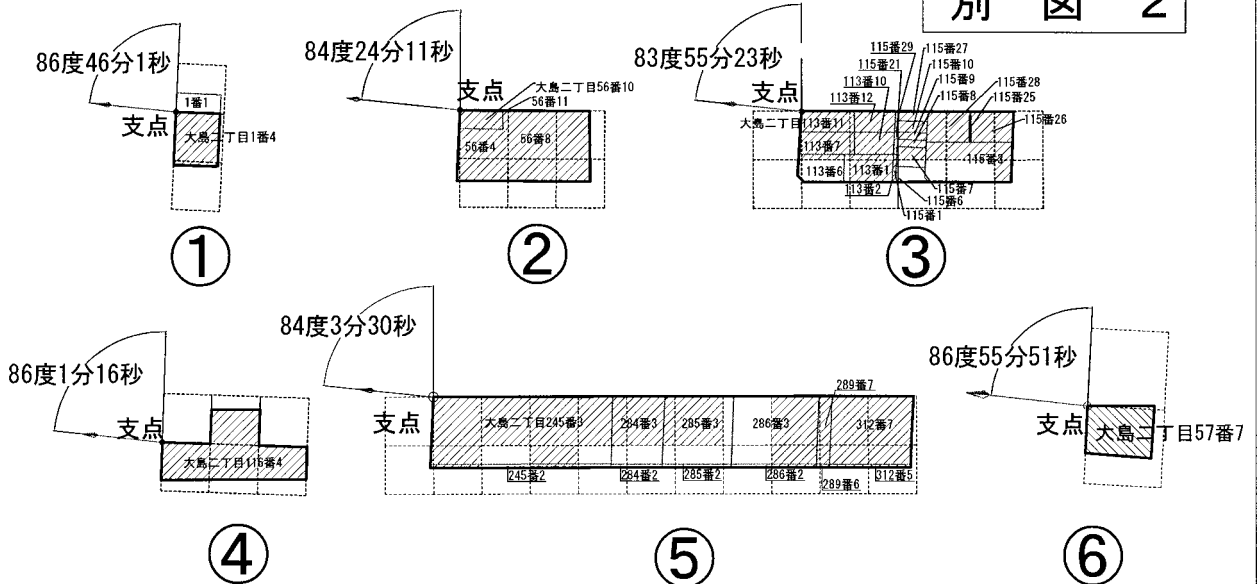 別 図 2
86度46分1秒
支点
1番1
大島二丁目1番4
①
84度24分11秒
支点
大島二丁目56番10
56番11
56番4
56番8
②
83度55分23秒
支点
115番29
115番27
115番21
115番10
113番10
115番9
113番12
115番8
115番28
115番25
115番26
大島二丁目113番11
113番7
113番6
113番1
113番2
115番3
115番7
115番6
115番1
③
86度1分16秒
支点
大島二丁目116番4
④
84度3分30秒
支点
大島二丁目245番3
284番3
285番3
286番3
289番7
312番7
245番2
284番2
285番2
286番2
289番6
312番5
⑤
86度55分51秒
支点
大島二丁目57番7
⑥